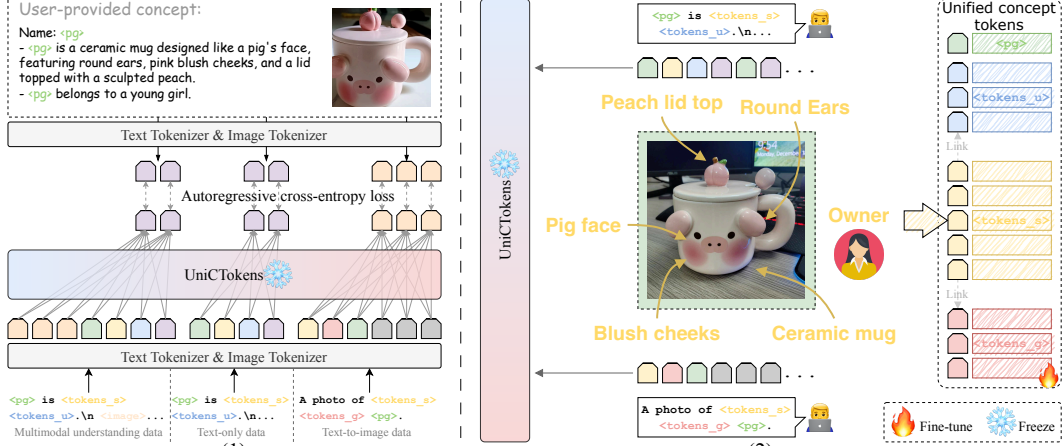 User-provided concept:
Name: <pg>
- <pg> is a ceramic mug designed like a pig's face,
featuring round ears, pink blush cheeks, and a lid
topped with a sculpted peach.
- <pg> belongs to a young girl.
Text Tokenizer & Image Tokenizer
Autoregressive cross-entropy loss
UniCTokens
Text Tokenizer & Image Tokenizer
<pg> is <tokens_s>
<tokens_u>.\n <image>...
Multimodal understanding data
<pg> is <tokens_s>
<tokens_u>.\n...
Text-only data
A photo of <tokens_s>
<tokens_g> <pg>.
Text-to-image data
UniCTokens
<pg> is <tokens_s>
<tokens_u>.\n...
...
Peach lid top
Round Ears
Pig face
Owner
Blush cheeks
Ceramic mug
...
A photo of <tokens_s>
<tokens_g> <pg>.
Unified concept
tokens
<pg>
<tokens_u>
Link
<tokens_s>
Link
<tokens_g>
Fine-tune
Freeze